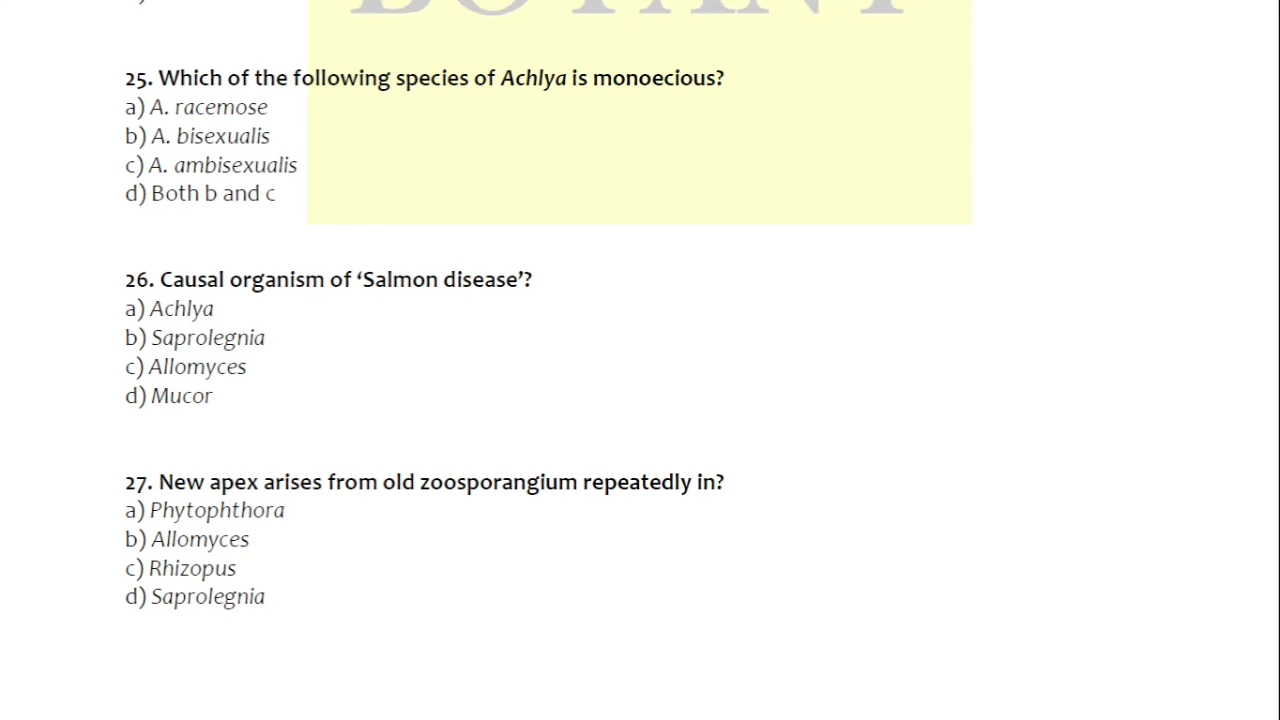 BOTANY
25. Which of the following species of Achlya is monoecious?
a) A. racemose
b) A. bisexualis
c) A. ambisexualis
d) Both b and c
26. Causal organism of ‘Salmon disease’?
a) Achlya
b) Saprolegnia
c) Allomyces
d) Mucor
27. New apex arises from old zoosporangium repeatedly in?
a) Phytophthora
b) Allomyces
c) Rhizopus
d) Saprolegnia